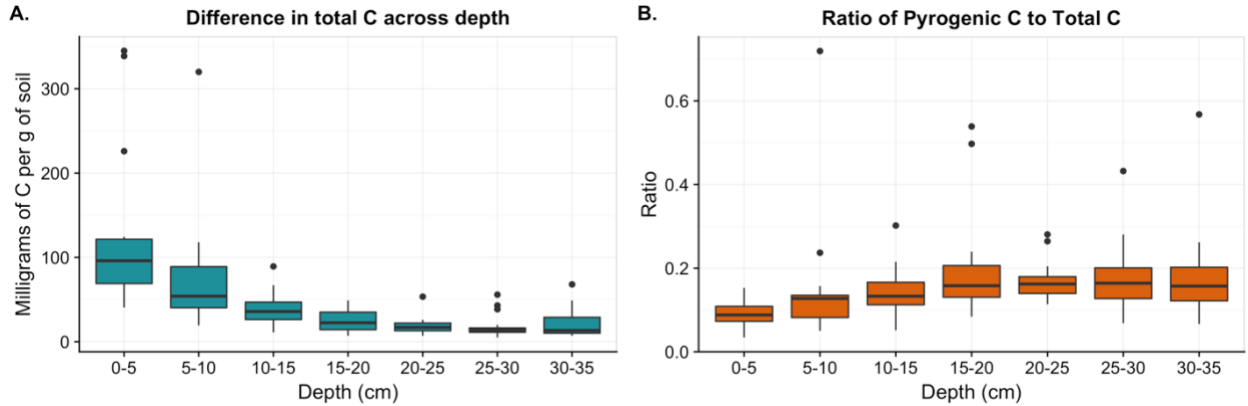 A.
Difference in total C across depth
Milligrams of C per g of soil
300
200
100
0
0-5 5-10 10-15 15-20 20-25 25-30 30-35
Depth (cm)
B.
Ratio of Pyrogenic C to Total C
Ratio
0.6
0.4
0.2
0.0
0-5 5-10 10-15 15-20 20-25 25-30 30-35
Depth (cm)